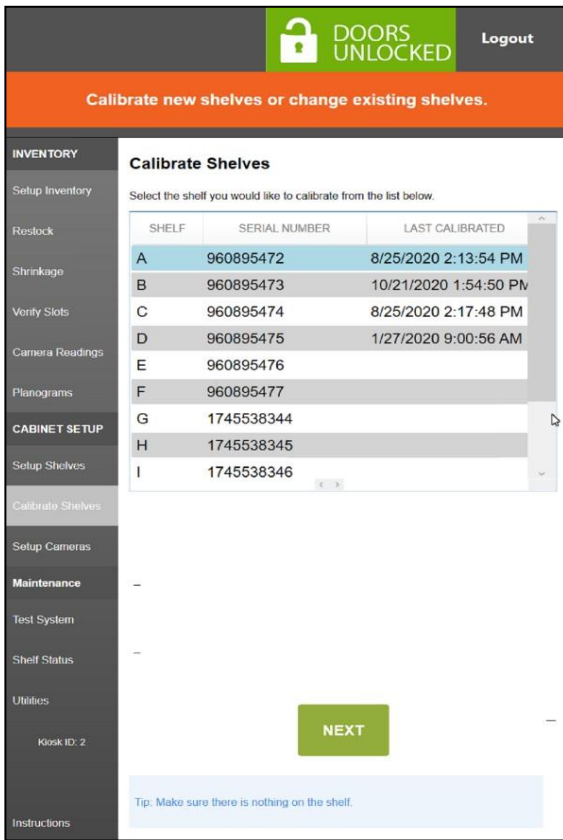 DOORS
UNLOCKED
Logout
Calibrate new shelves or change existing shelves.
INVENTORY
Setup Inventory
Restock
Shrinkage
Verify Slots
Camera Readings
Planograms
CABINET SETUP
Setup Shelves
Calibrate Shelves
Setup Cameras
Maintenance
Test System
Shelf Status
Utilities
Kiosk ID: 2
Instructions
Calibrate Shelves
Select the shelf you would like to calibrate from the list below.
SHELF SERIAL NUMBER LAST CALIBRATED
A 960895472 8/25/2020 2:13:54 PM
B 960895473 10/21/2020 1:54:50 PM
C 960895474 8/25/2020 2:17:48 PM
D 960895475 1/27/2020 9:00:56 AM
E 960895476
F 960895477
G 1745538344
H 1745538345
I 1745538346
NEXT
Tip: Make sure there is nothing on the shelf.